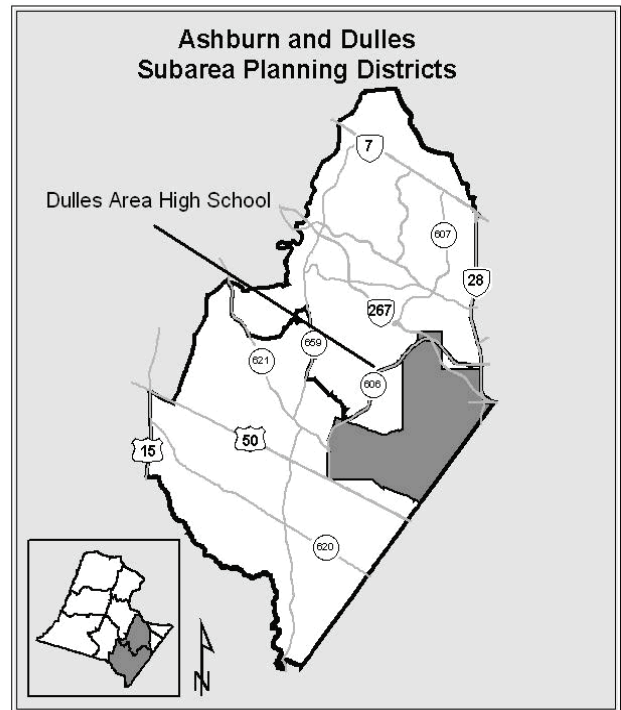 Ashburn and Dulles
Subarea Planning Districts
7
Dulles Area High School
607
28
267
659
621
606
50
15
620
N